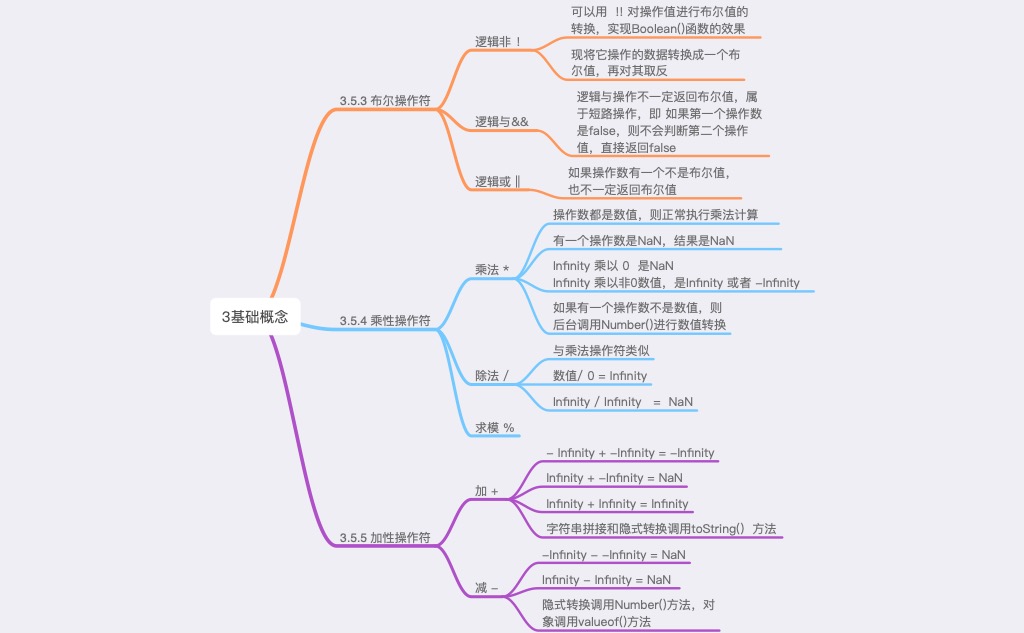 3基础概念
3.5.3 布尔操作符
逻辑非 ！
可以用 !! 对操作值进行布尔值的
转换，实现Boolean()函数的效果
现将它操作的数据转换成一个布
尔值，再对其取反
逻辑与&&
逻辑与操作不一定返回布尔值，属
于短路操作，即 如果第一个操作数
是false，则不会判断第二个操作
值，直接返回false
逻辑或 ||
如果操作数有一个不是布尔值，
也不一定返回布尔值
3.5.4 乘性操作符
乘法 *
操作数都是数值，则正常执行乘法计算
有一个操作数是NaN，结果是NaN
Infinity 乘以 0 是NaN
Infinity 乘以非0数值，是Infinity 或者 -Infinity
如果有一个操作数不是数值，则
后台调用Number()进行数值转换
除法 /
与乘法操作符类似
数值/ 0 = Infinity
Infinity / Infinity = NaN
求模 %
3.5.5 加性操作符
加 +
- Infinity + -Infinity = -Infinity
Infinity + -Infinity = NaN
Infinity + Infinity = Infinity
字符串拼接和隐式转换调用toString() 方法
减 -
-Infinity - -Infinity = NaN
Infinity - Infinity = NaN
隐式转换调用Number()方法，对
象调用valueof()方法